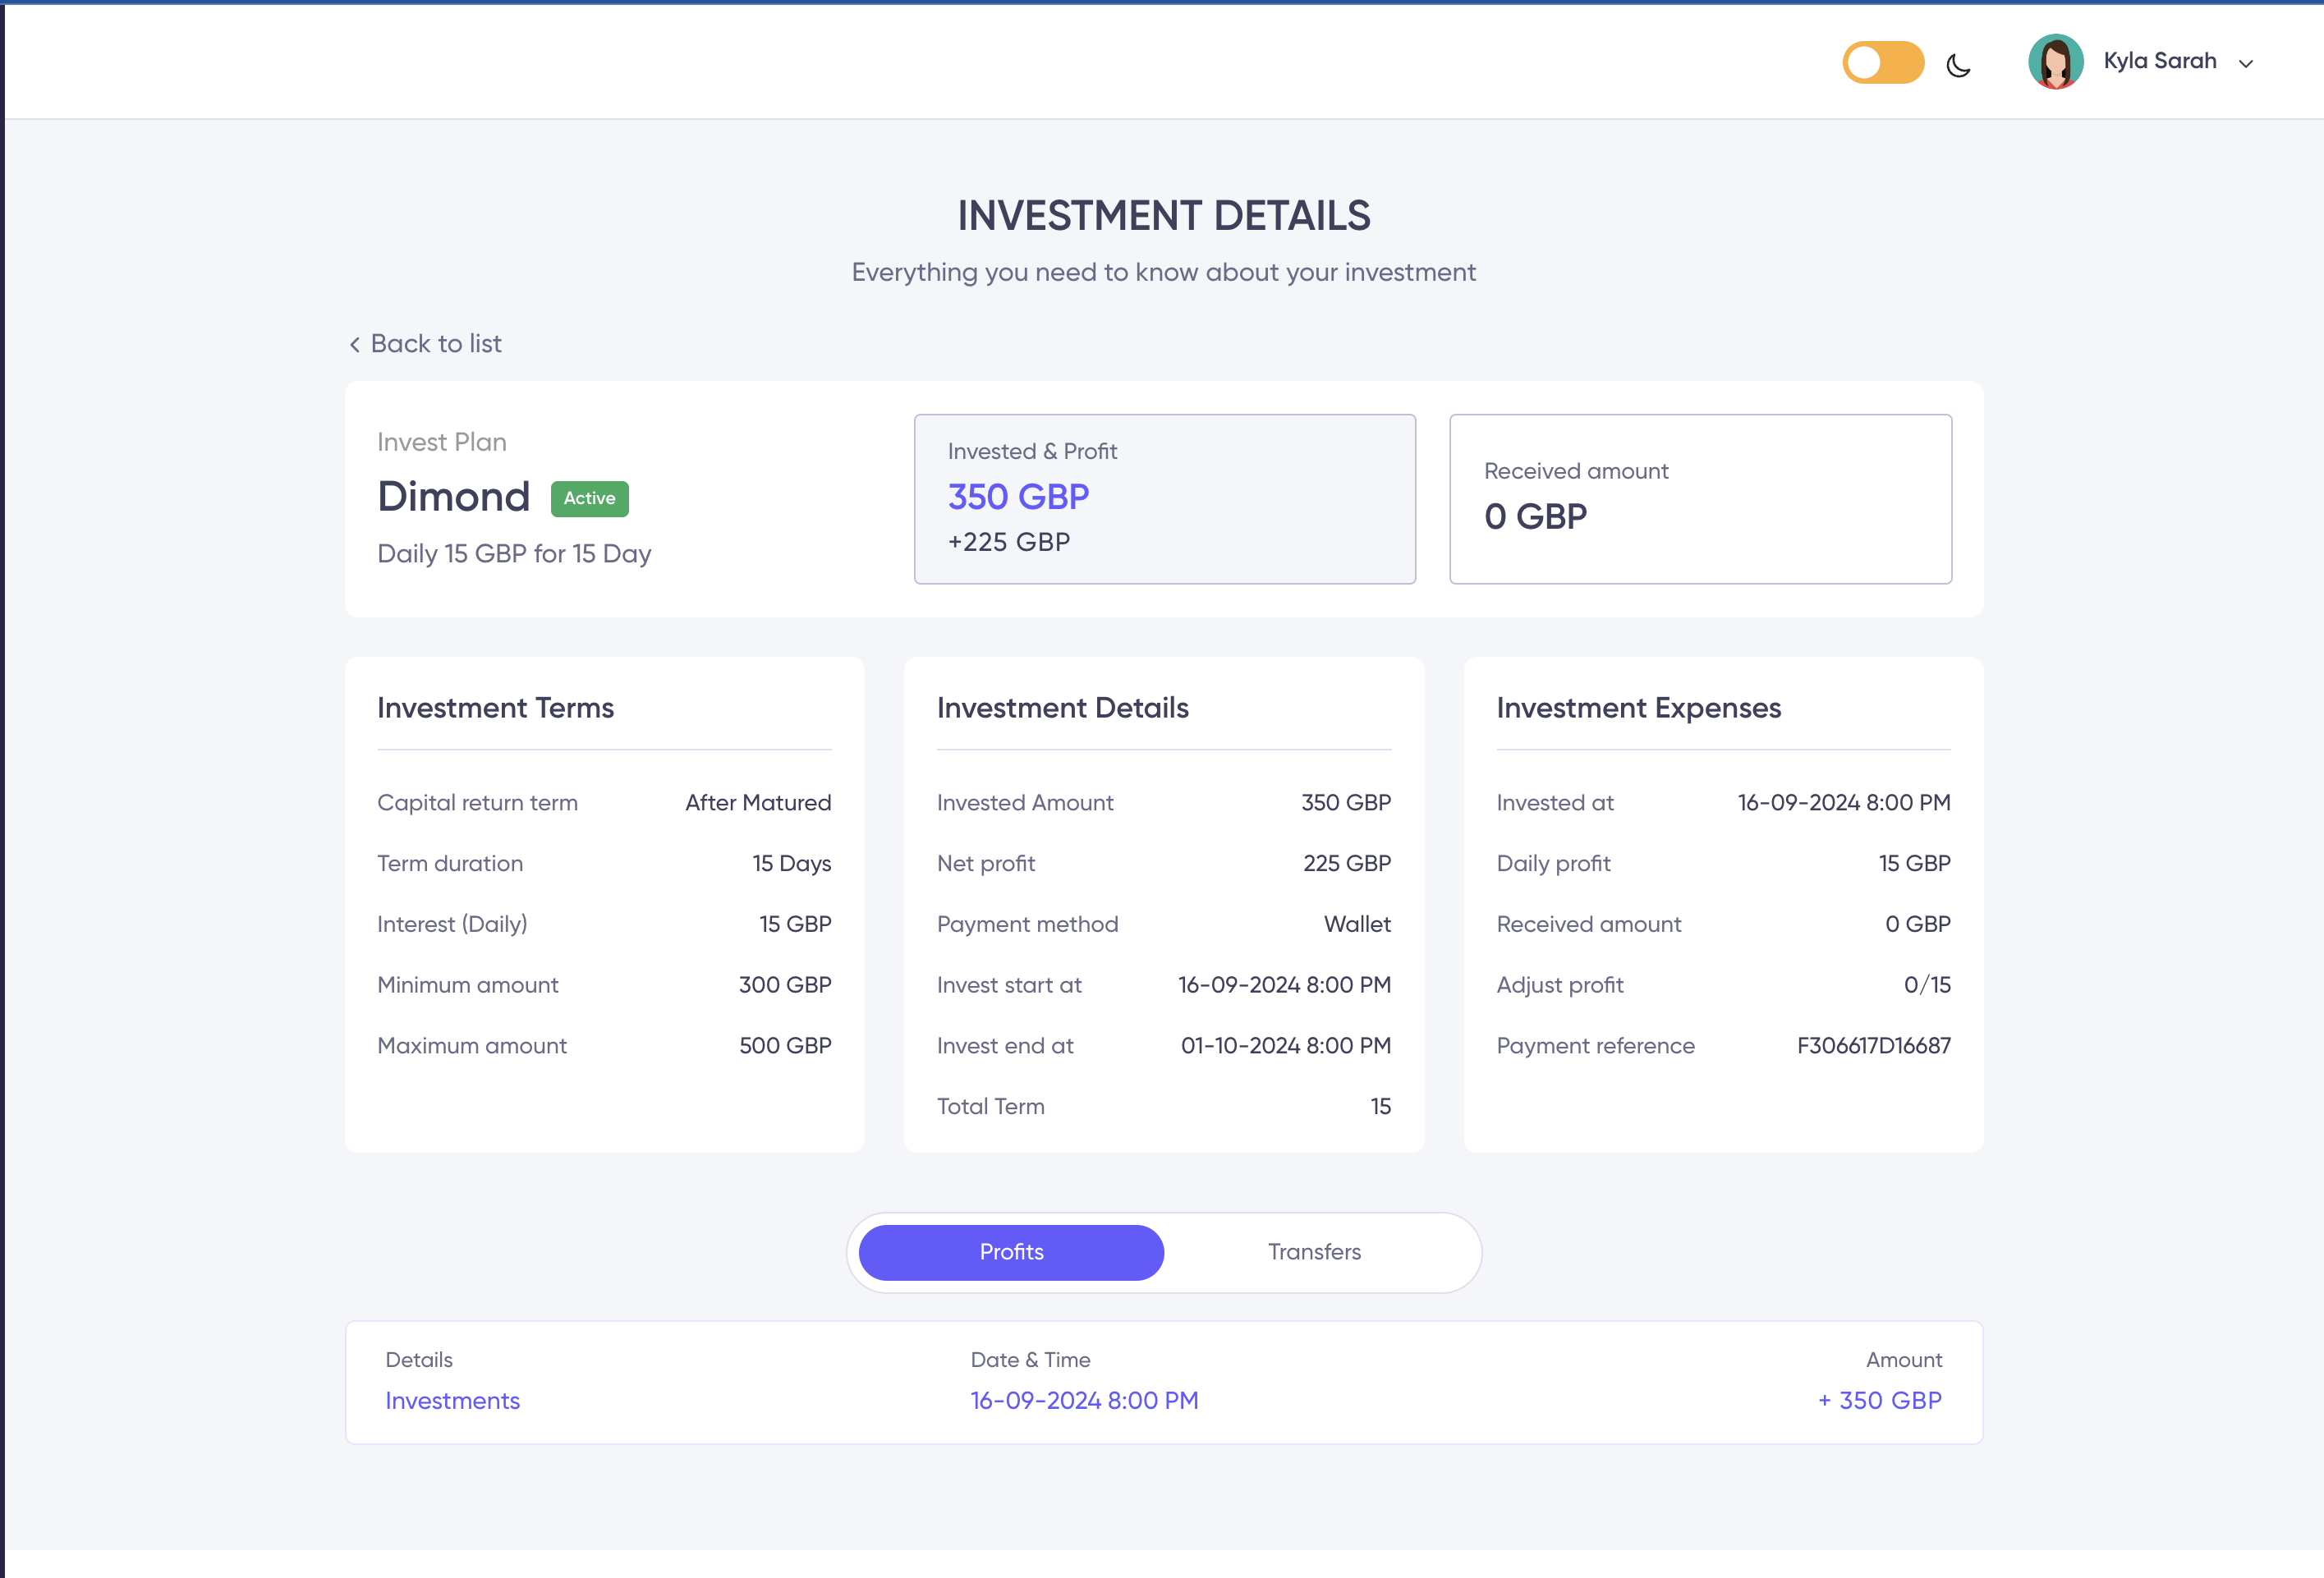 Kyla Sarah
INVESTMENT DETAILS
Everything you need to know about your investment
Back to list
Invest Plan
Dimond Active
Daily 15 GBP for 15 Day
Invested & Profit
350 GBP
+225 GBP
Received amount
0 GBP
Investment Terms
Capital return term After Matured
Term duration 15 Days
Interest (Daily) 15 GBP
Minimum amount 300 GBP
Maximum amount 500 GBP
Investment Details
Invested Amount 350 GBP
Net profit 225 GBP
Payment method Wallet
Invest start at 16-09-2024 8:00 PM
Invest end at 01-10-2024 8:00 PM
Total Term 15
Investment Expenses
Invested at 16-09-2024 8:00 PM
Daily profit 15 GBP
Received amount 0 GBP
Adjust profit 0/15
Payment reference F306617D16687
Profits Transfers
Details Date & Time Amount
Investments 16-09-2024 8:00 PM + 350 GBP